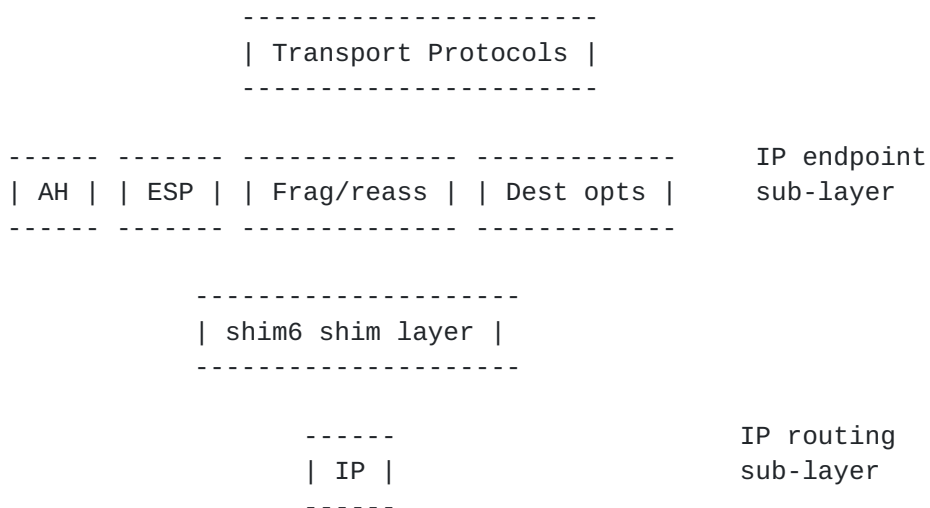 -----------------------
| Transport Protocols |
-----------------------
------ ------- -------------- ------------- IP endpoint
| AH | | ESP | | Frag/reass | | Dest opts | sub-layer
------ ------- -------------- -------------
---------------------
| shim6 shim layer |
---------------------
------ IP routing
| IP | sub-layer
------